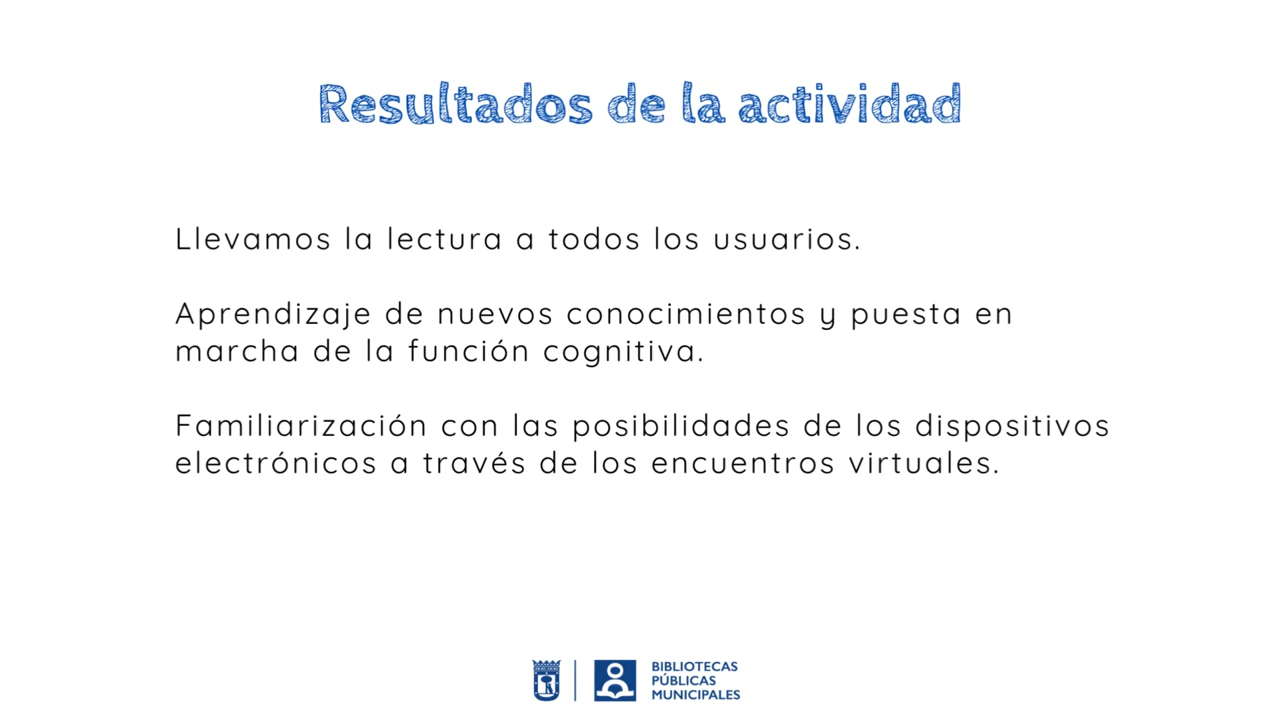 Resultados de la actividad
Llevamos la lectura a todos los usuarios.
Aprendizaje de nuevos conocimientos y puesta en
marcha de la función cognitiva.
Familiarización con las posibilidades de los dispositivos
electrónicos a través de los encuentros virtuales.
BIBLIOTECAS
PÚBLICAS
MUNICIPALES